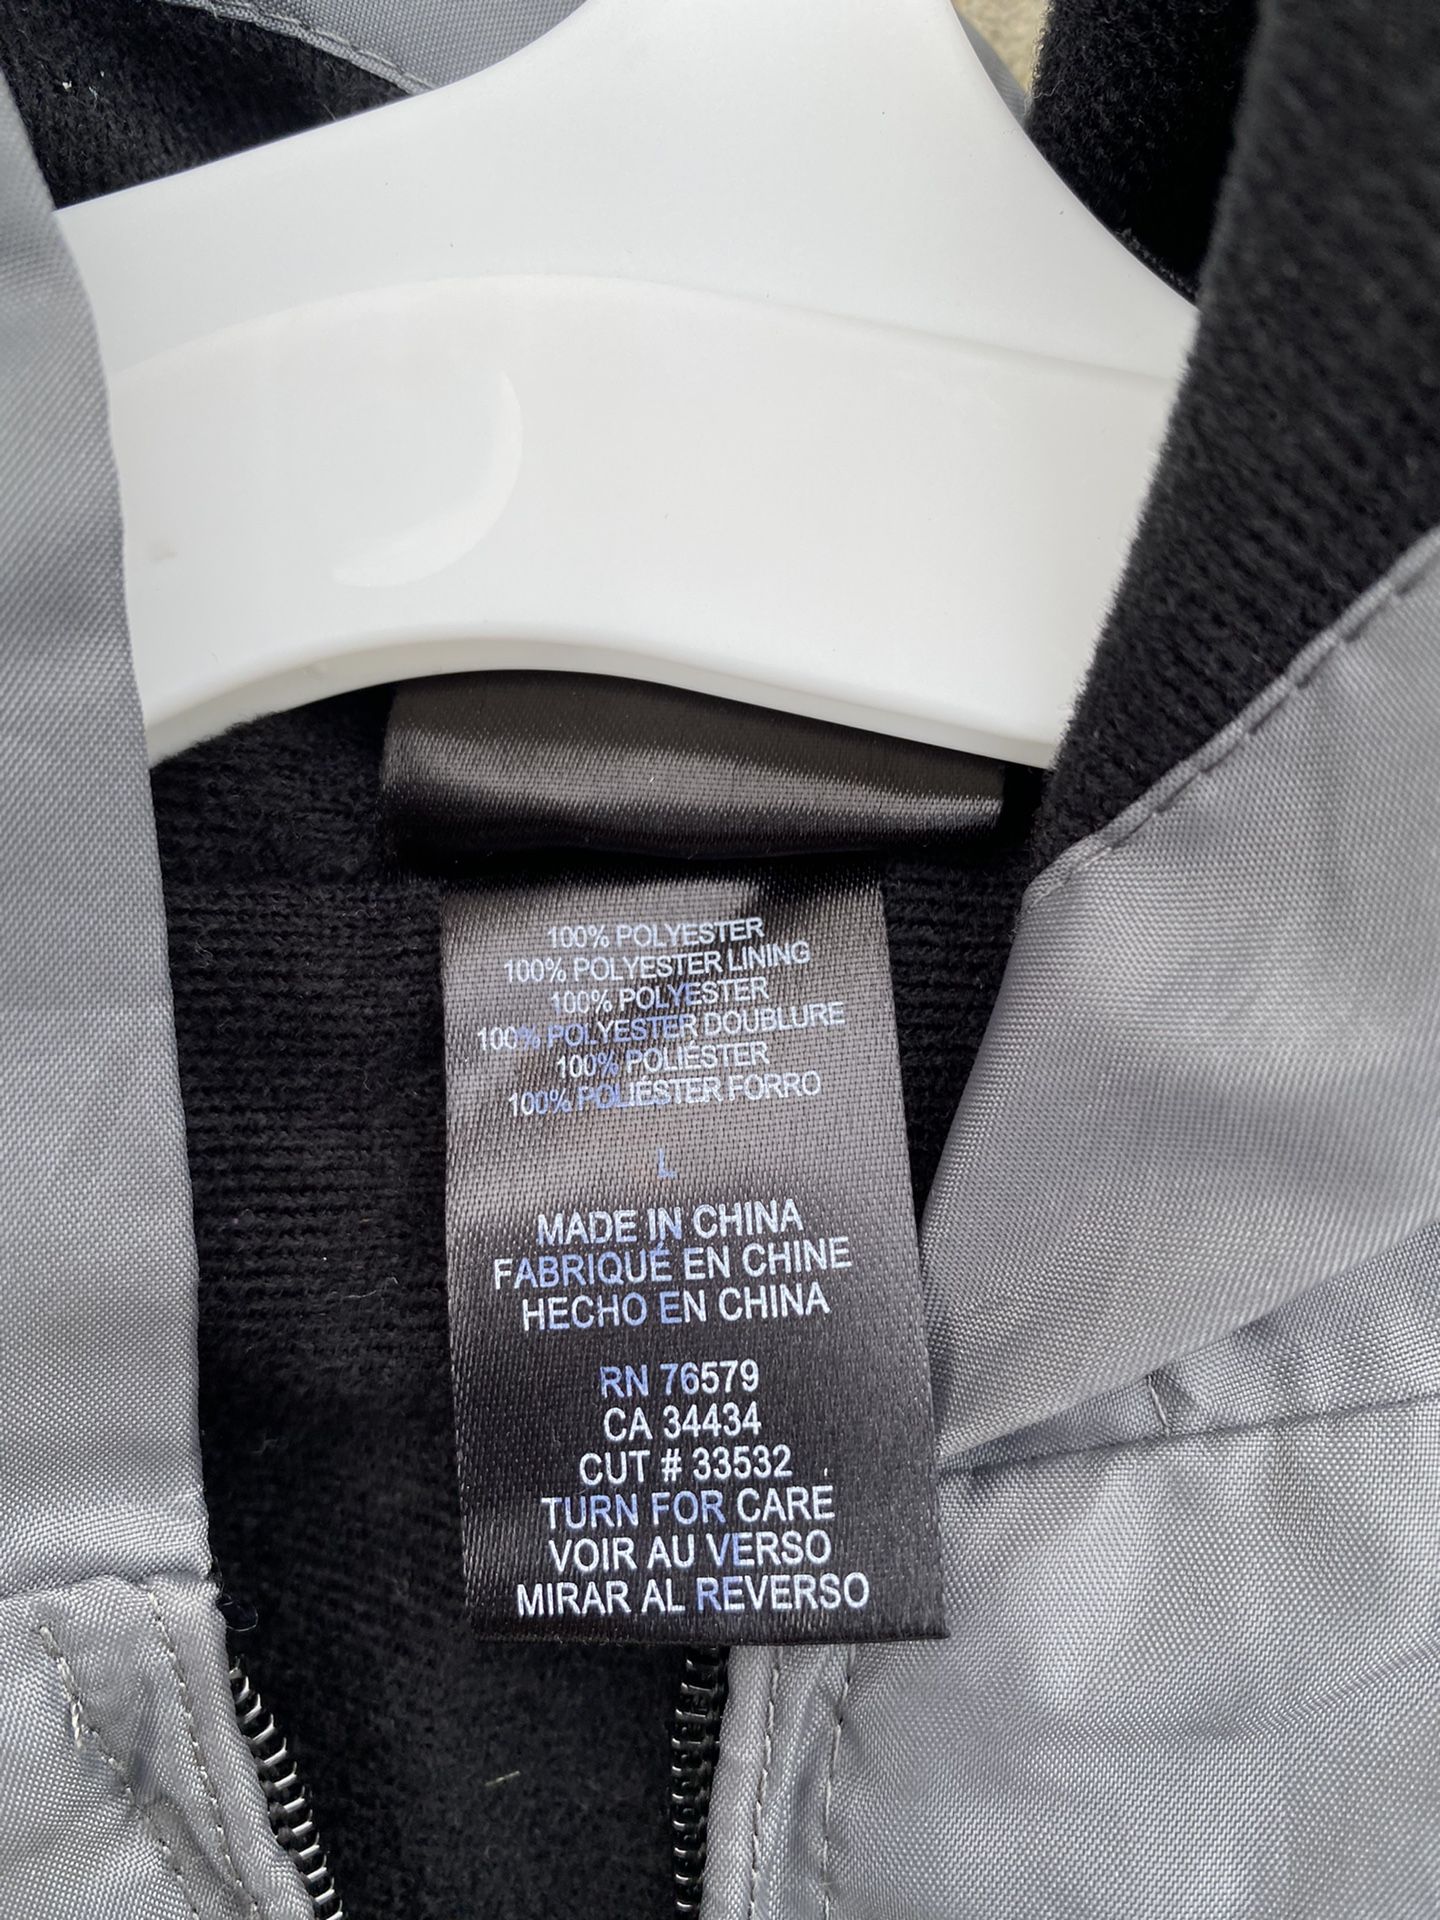 100% POLYESTER
100% POLYESTER LINING
100% POLYESTER
100% POLYESTER DOUBLURE
100% POLIÉSTER
100% POLIÉSTER FORRO
L
MADE IN CHINA
FABRIQUÉ EN CHINE
HECHO EN CHINA
RN 76579
CA 34434
CUT # 33532
TURN FOR CARE
VOIR AU VERSO
MIRAR AL REVERSO